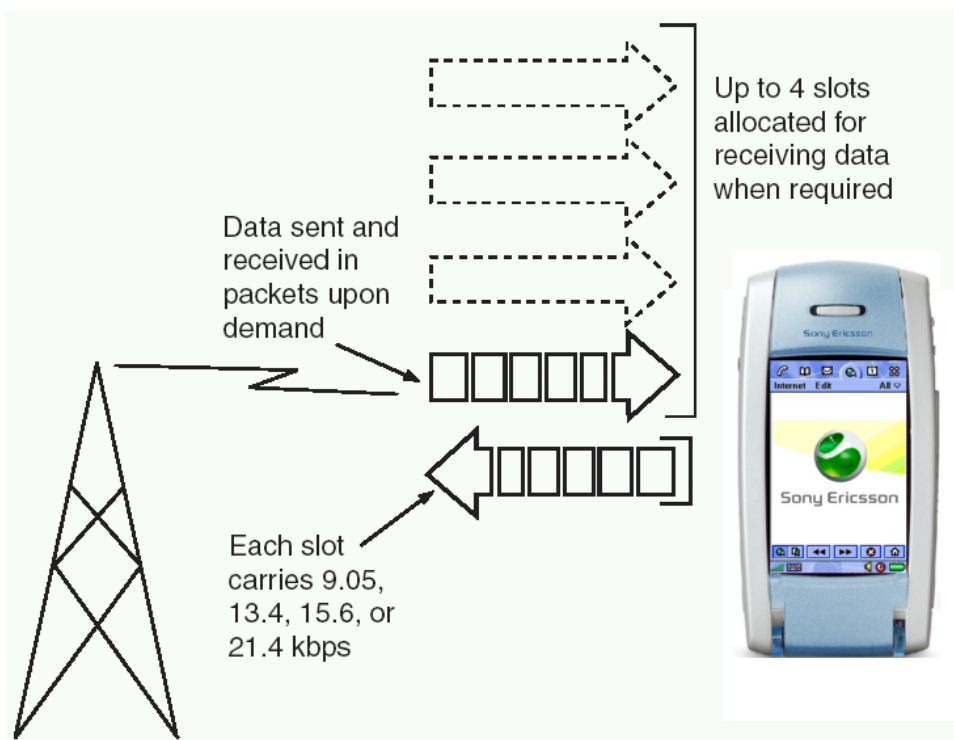 Up to 4 slots
allocated for
receiving data
when required
Data sent and
received in
packets upon
demand
Each slot
carries 9.05,
13.4, 15.6, or
21.4 kbps
Sony Ericsson
Internet Edit All
Sony Ericsson